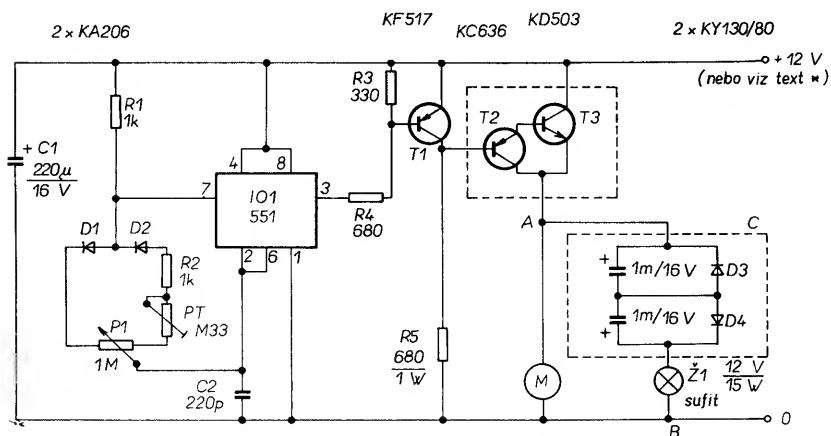 2 x KA206
KF517
KC636
KD503
2 x KY130/80
+ 12 V
(nebo viz text *)
R1
1k
+ C1
220µ
16 V
R3
330
T1
T2
T3
4
8
7
IO1
551
3
R4
680
2
6
1
A
C
D1
D2
R2
1k
PT
M33
P1
1M
C2
220p
R5
680
1 W
M
+
1m/16 V
D3
+
1m/16 V
D4
Ž1
sufit
12 V
15 W
B
0